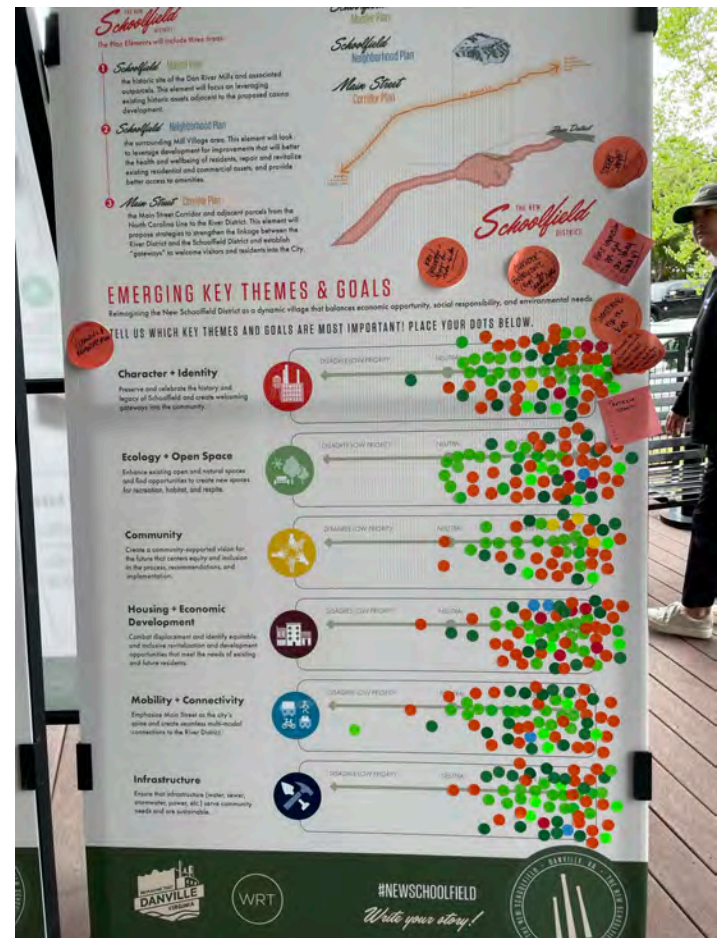 THE NEW
Schoolfield
DISTRICT
The Plan Elements will include three areas:
1 Schoolfield Master Plan
the historic site of the Dan River Mills and associated
outparcels. This element will focus on leveraging
existing historic assets adjacent to the proposed casino
development.
2 Schoolfield Neighborhood Plan
the surrounding Mill Village area. This element will look
to leverage development for improvements that will better
the health and wellbeing of residents, repair and revitalize
existing residential and commercial assets, and provide
better access to amenities.
3 Main Street Corridor Plan
the Main Street Corridor and adjacent parcels from the
North Carolina Line to the River District. This element will
propose strategies to strengthen the linkage between the
River District and the Schoolfield District and establish
"gateways" to welcome visitors and residents into the City.
Master Plan
Schoolfield
Neighborhood Plan
Main Street
Corridor Plan
River District
THE NEW
Schoolfield
DISTRICT
EMERGING KEY THEMES & GOALS
Reimagining the New Schoolfield District as a dynamic village that balances economic opportunity, social responsibility, and environmental needs
TELL US WHICH KEY THEMES AND GOALS ARE MOST IMPORTANT! PLACE YOUR DOTS BELOW.
Character + Identity
Preserve and celebrate the history and
legacy of Schoolfield and create welcoming
gateways into the community.
DISAGREE/LOW PRIORITY
NEUTRAL
Ecology + Open Space
Enhance existing open and natural spaces
and find opportunities to create new spaces
for recreation, habitat, and respite.
DISAGREE/LOW PRIORITY
NEUTRAL
Community
Create a community-supported vision for
the future that centers equity and inclusion
in the process, recommendations, and
implementation.
DISAGREE/LOW PRIORITY
NEUTRAL
Housing + Economic
Development
Combat displacement and identify equitable
and inclusive revitalization and development
opportunities that meet the needs of existing
and future residents.
DISAGREE/LOW PRIORITY
NEUTRAL
Mobility + Connectivity
Emphasize Main Street as the city's
spine and create seamless multi-modal
connections to the River District.
DISAGREE/LOW PRIORITY
NEUTRAL
Infrastructure
Ensure that infrastructure (water, sewer,
stormwater, power, etc.) serve community
needs and are sustainable.
DISAGREE/LOW PRIORITY
NEUTRAL
DANVILLE
VIRGINIA
WRT
#NEWSCHOOLFIELD
Write your story!
DANVILLE, VA
THE NEW SCHOOLFIELD